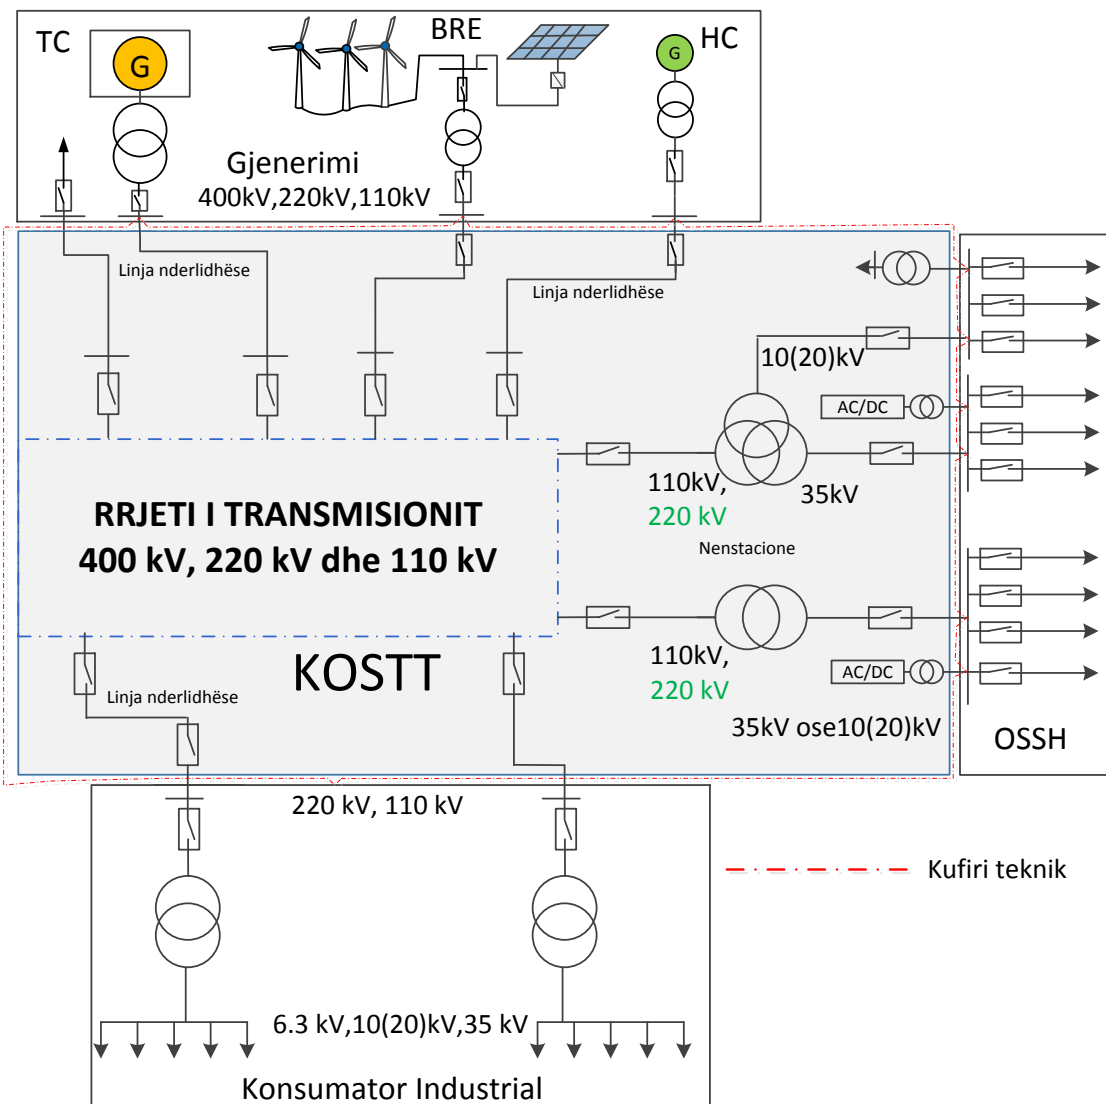 TC
G
BRE
HC
G
Gjenerimi
400kV,220kV,110kV
Linja nderlidhëse
Linja nderlidhëse
10(20)kV
AC/DC
110kV,
220 kV
35kV
RRJETI I TRANSMISIONIT
400 kV, 220 kV dhe 110 kV
Nenstacione
KOSTT
110kV,
220 kV
AC/DC
Linja nderlidhëse
35kV ose10(20)kV
OSSH
220 kV, 110 kV
Kufiri teknik
6.3 kV,10(20)kV,35 kV
Konsumator Industrial